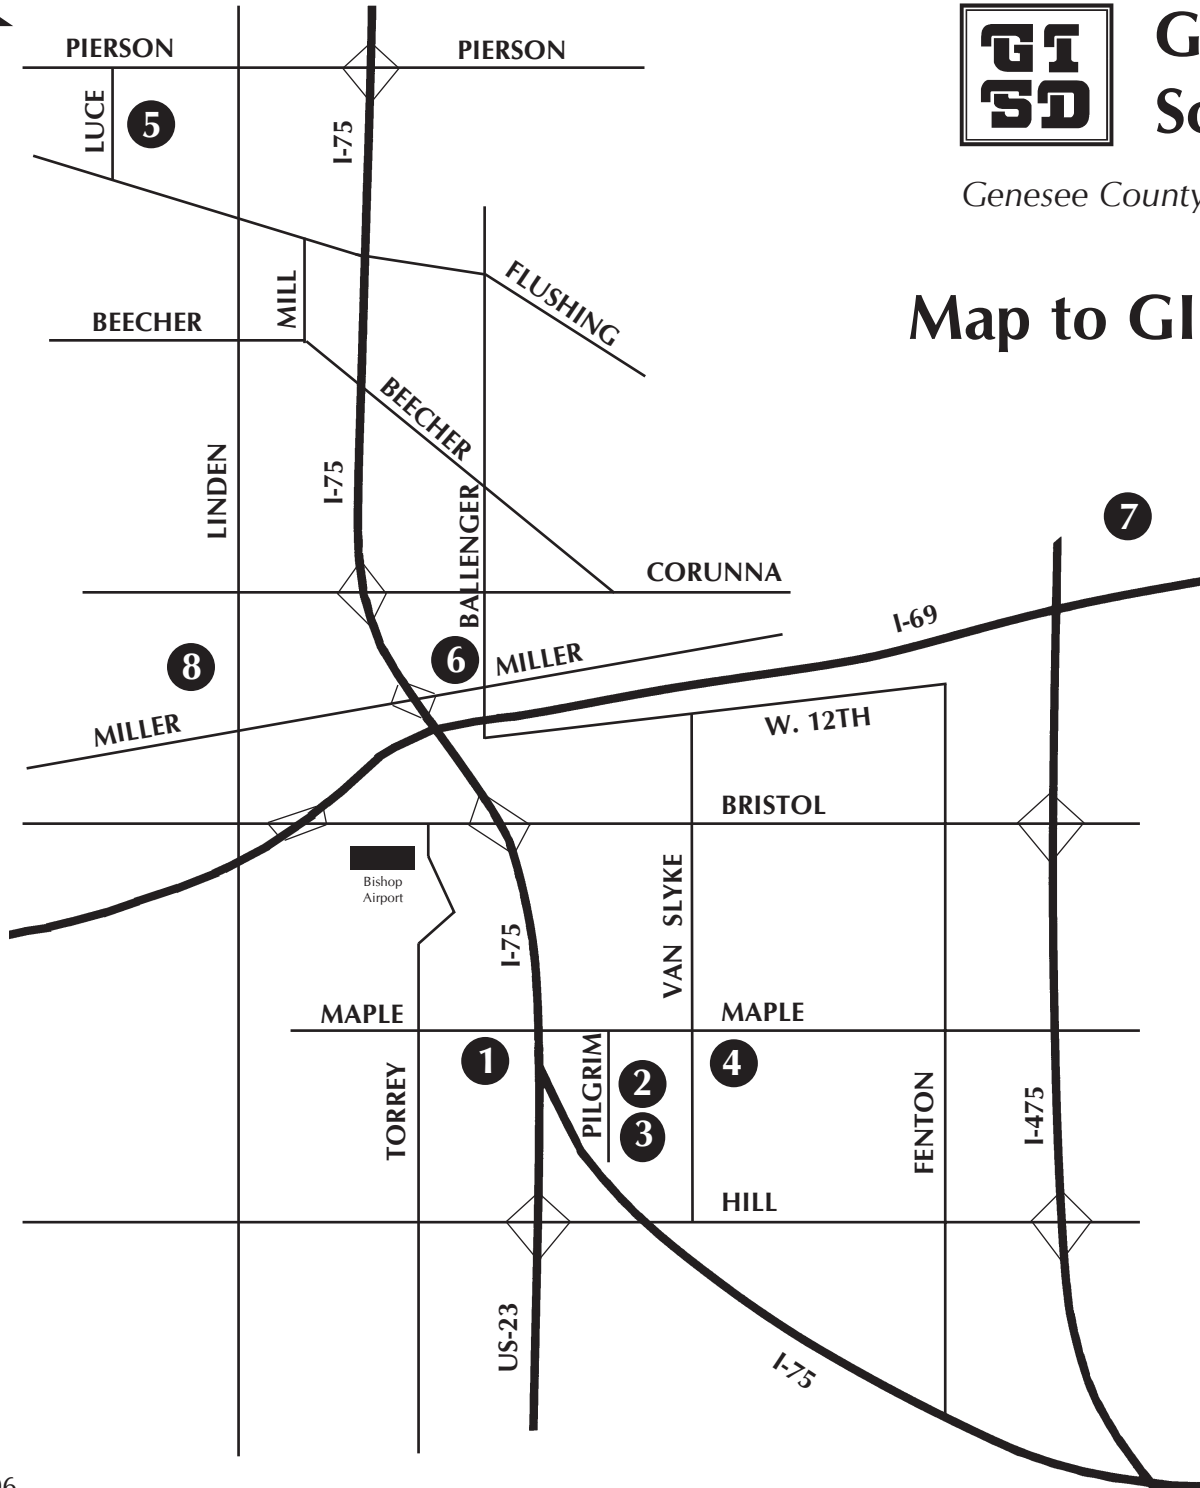 PIERSON
PIERSON
LUCE
5
I-75
GI
SD
G
Genesee County
MILL
FLUSHING
BEECHER
Map to GI
BEECHER
LINDEN
I-75
BALLENGER
7
CORUNNA
I-69
8
6
MILLER
MILLER
W. 12TH
BRISTOL
Bishop
Airport
VAN SLYKE
I-75
MAPLE
MAPLE
1
PILGRIM
2
4
3
TORREY
FENTON
I-475
HILL
US-23
I-75